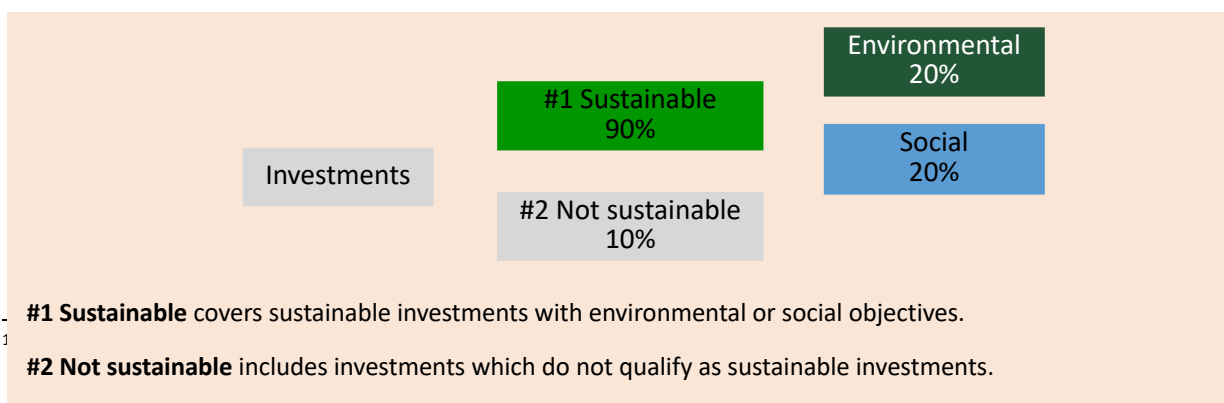 Environmental
20%
#1 Sustainable
90%
Social
20%
Investments
#2 Not sustainable
10%
#1 Sustainable covers sustainable investments with environmental or social objectives.
1
#2 Not sustainable includes investments which do not qualify as sustainable investments.